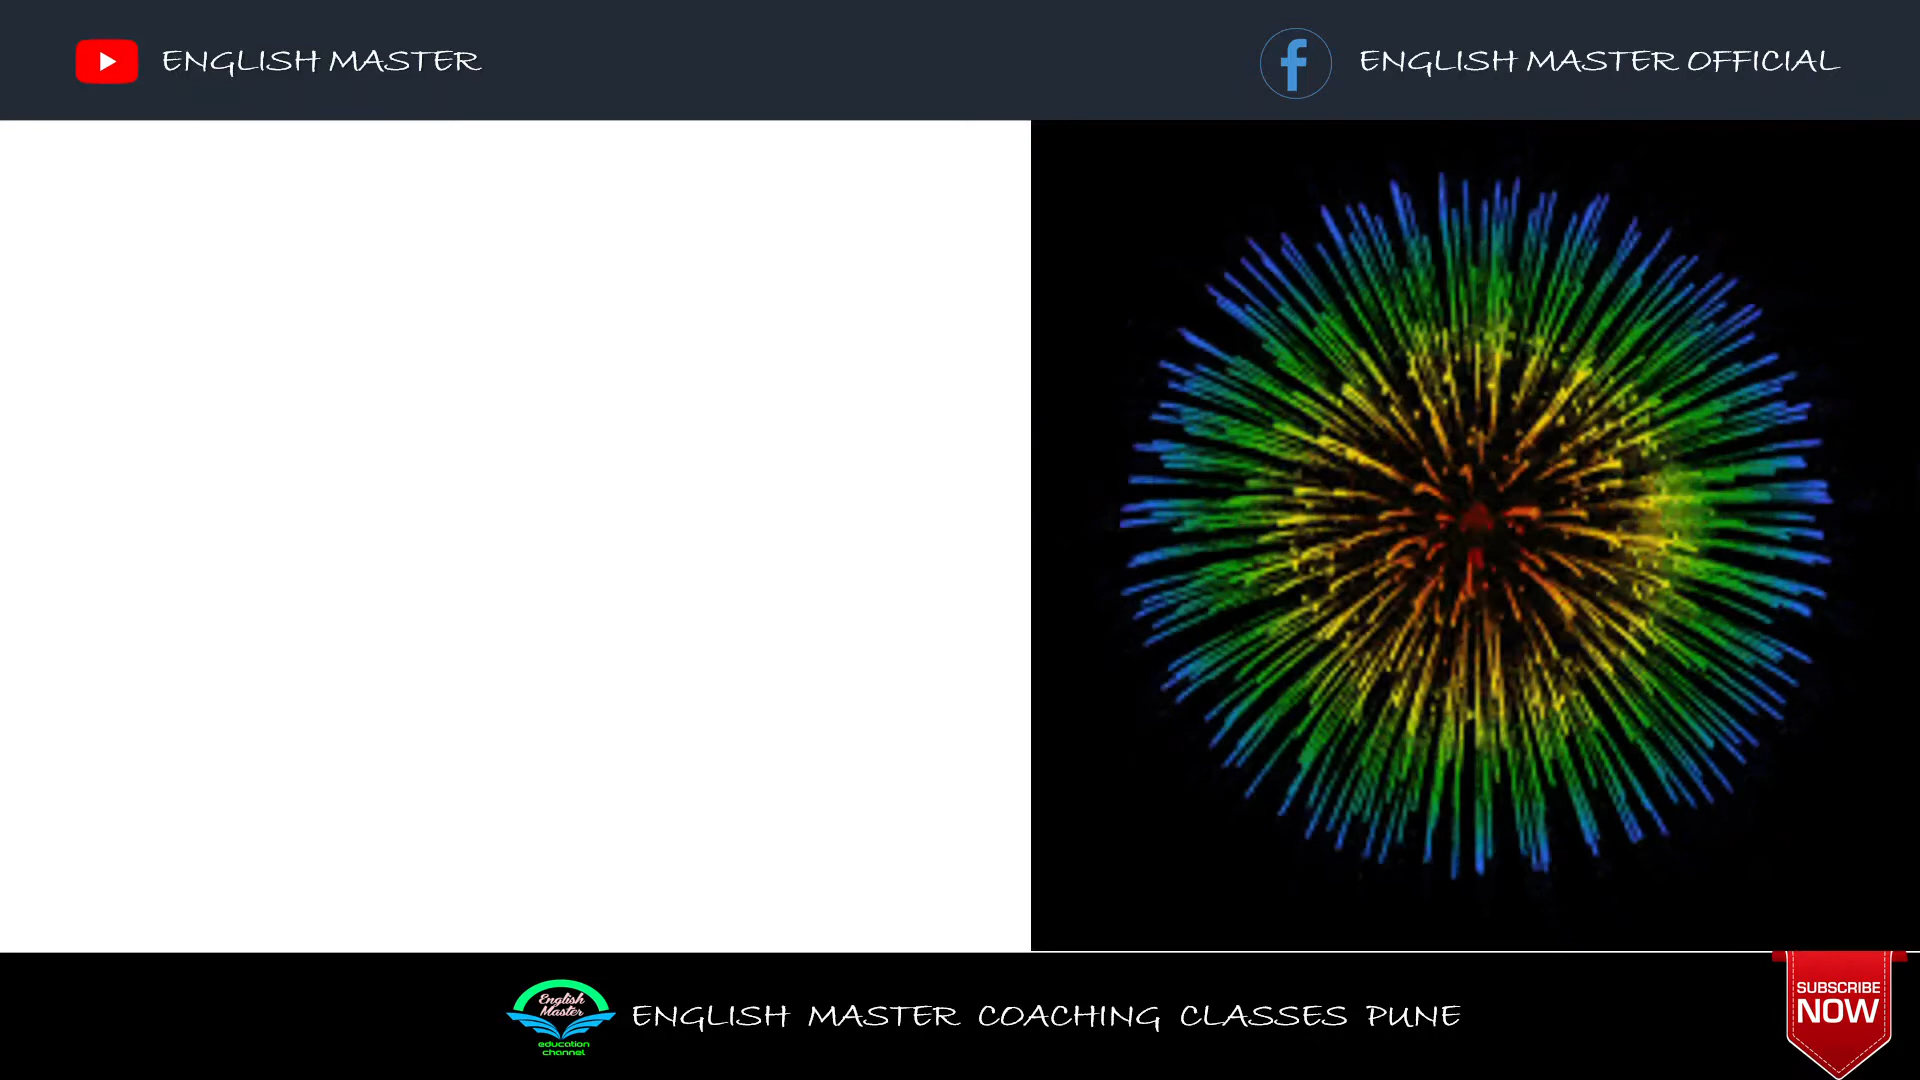 ENGLISH MASTER
ENGLISH MASTER OFFICIAL
English
Master
education
channel
ENGLISH MASTER COACHING CLASSES PUNE
SUBSCRIBE
NOW